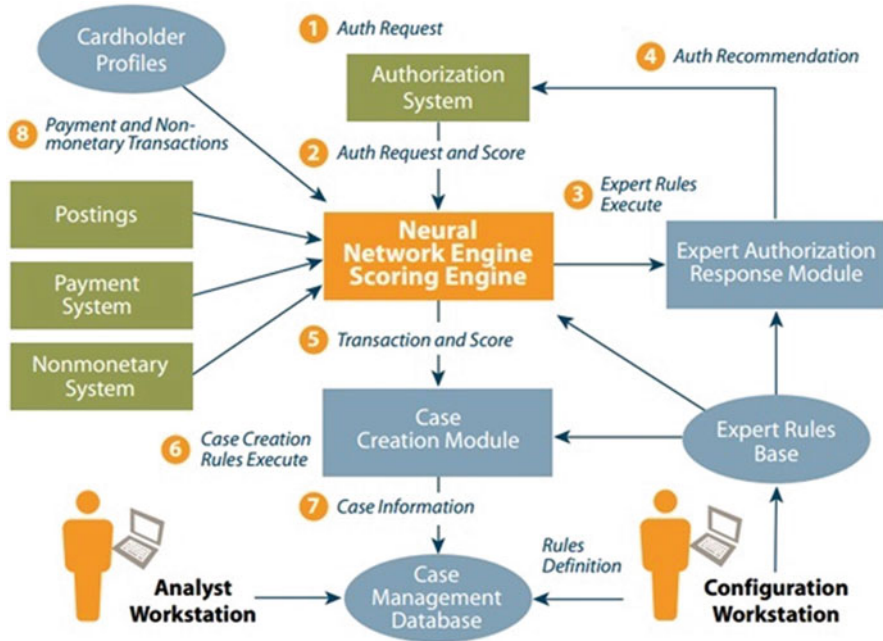 Cardholder
Profiles
1 Auth Request
Authorization
System
4 Auth Recommendation
8 Payment and Non-
monetary Transactions
2 Auth Request and Score
3 Expert Rules
Execute
Postings
Payment
System
Nonmonetary
System
Neural
Network Engine
Scoring Engine
Expert Authorization
Response Module
5 Transaction and Score
6 Case Creation
Rules Execute
Case
Creation Module
Expert Rules
Base
7 Case Information
Analyst
Workstation
Case
Management
Database
Rules
Definition
Configuration
Workstation